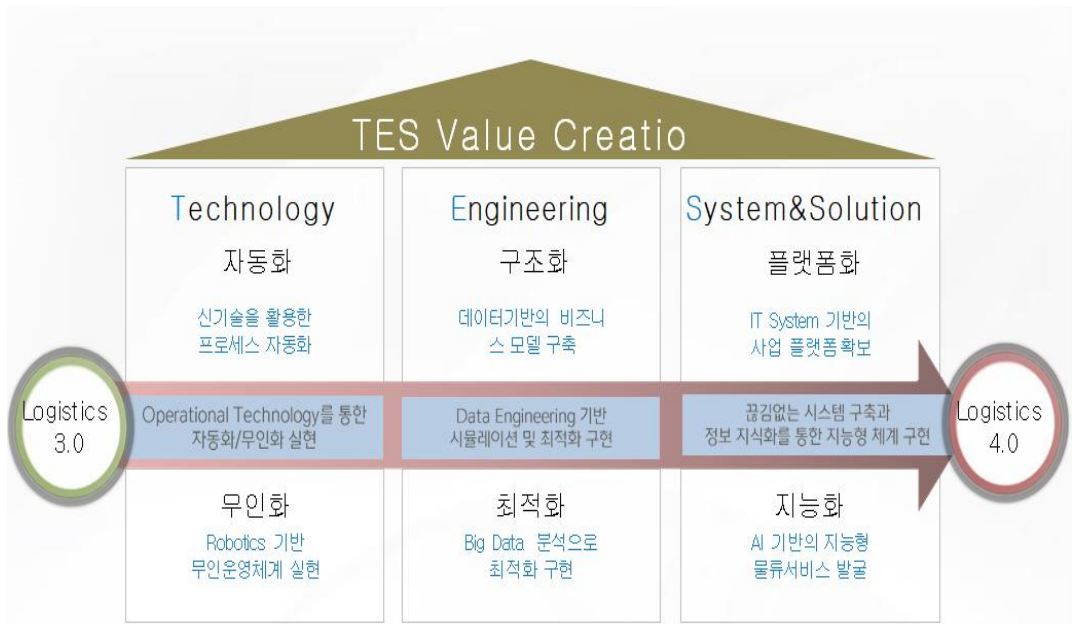 TES Value Creatio
Technology
자동화
신기술을 활용한
프로세스 자동화
Engineering
구조화
데이터기반의 비즈니
스 모델 구축
System&Solution
플랫폼화
IT System 기반의
사업 플랫폼확보
Logistics
3.0
Operational Technology를 통한
자동화/무인화 실현
Data Engineering 기반
시뮬레이션 및 최적화 구현
끊김없는 시스템 구축과
정보 지식화를 통한 지능형 체계 구현
Logistics
4.0
무인화
Robotics 기반
무인운영체계 실현
최적화
Big Data 분석으로
최적화 구현
지능화
AI 기반의 지능형
물류서비스 발굴